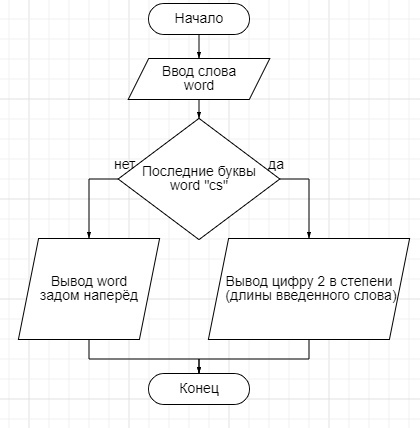 Начало
Ввод слова
word
нет
Последние буквы
word "cs"
да
Вывод word
задом наперёд
Вывод цифру 2 в степени
(длины введенного слова)
Конец